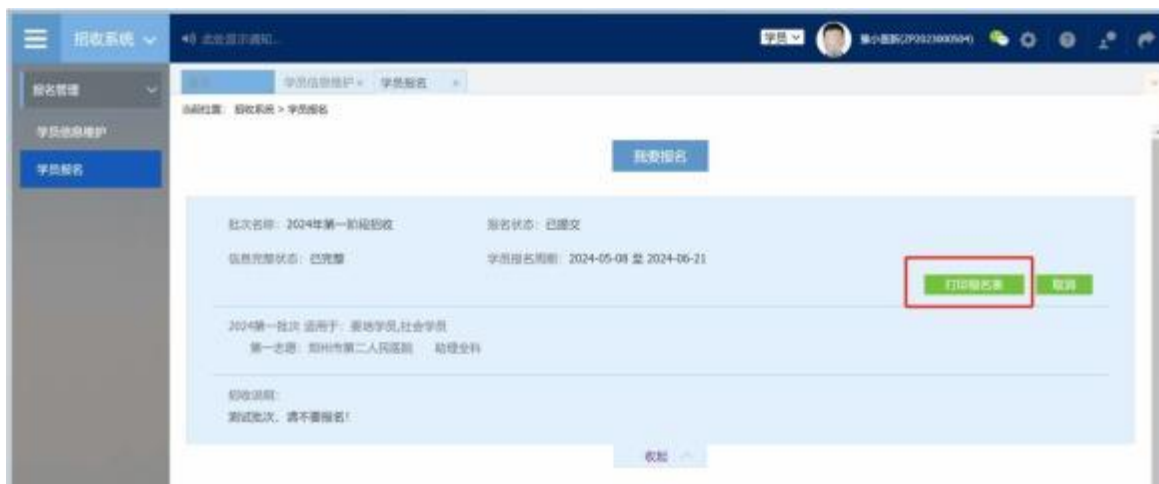 招收系统
学员
报名管理
学员信息维护
学员报名
学员信息维护 ×
学员报名 ×
当前位置: 招收系统 > 学员报名
我要报名
批次名称: 2024年第一阶段招收
报名状态: 已提交
信息完整状态: 已完整
学员报名周期: 2024-05-08 至 2024-06-21
打印报名表
取消
2024第一批次 适用于: 委培学员,社会学员
第一志愿: 郑州市第二人民医院 助理全科
招收说明:
测试批次, 请不要报名!
收起